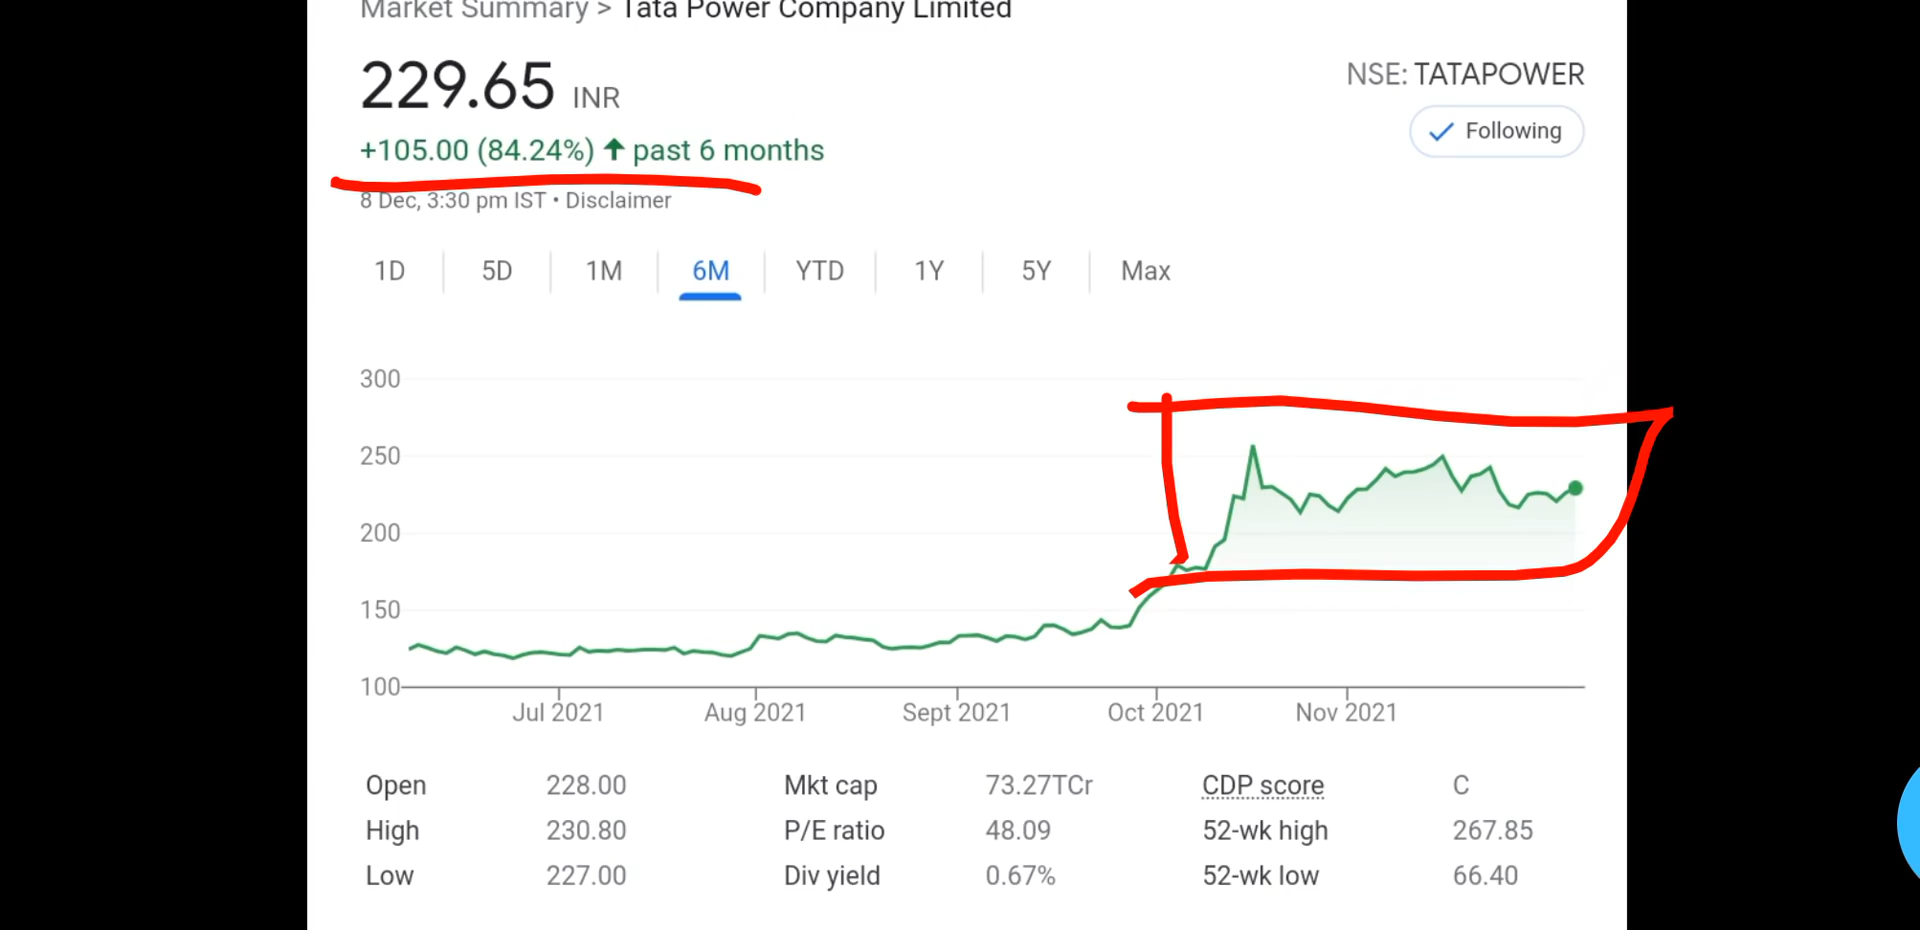 Market Summary > Tata Power Company Limited
229.65 INR
NSE: TATAPOWER
Following
+105.00 (84.24%) ↑ past 6 months
8 Dec, 3:30 pm IST • Disclaimer
1D 5D 1M 6M YTD 1Y 5Y Max
300
250
200
150
100
Jul 2021 Aug 2021 Sept 2021 Oct 2021 Nov 2021
Open 228.00 Mkt cap 73.27TCr CDP score C
High 230.80 P/E ratio 48.09 52-wk high 267.85
Low 227.00 Div yield 0.67% 52-wk low 66.40